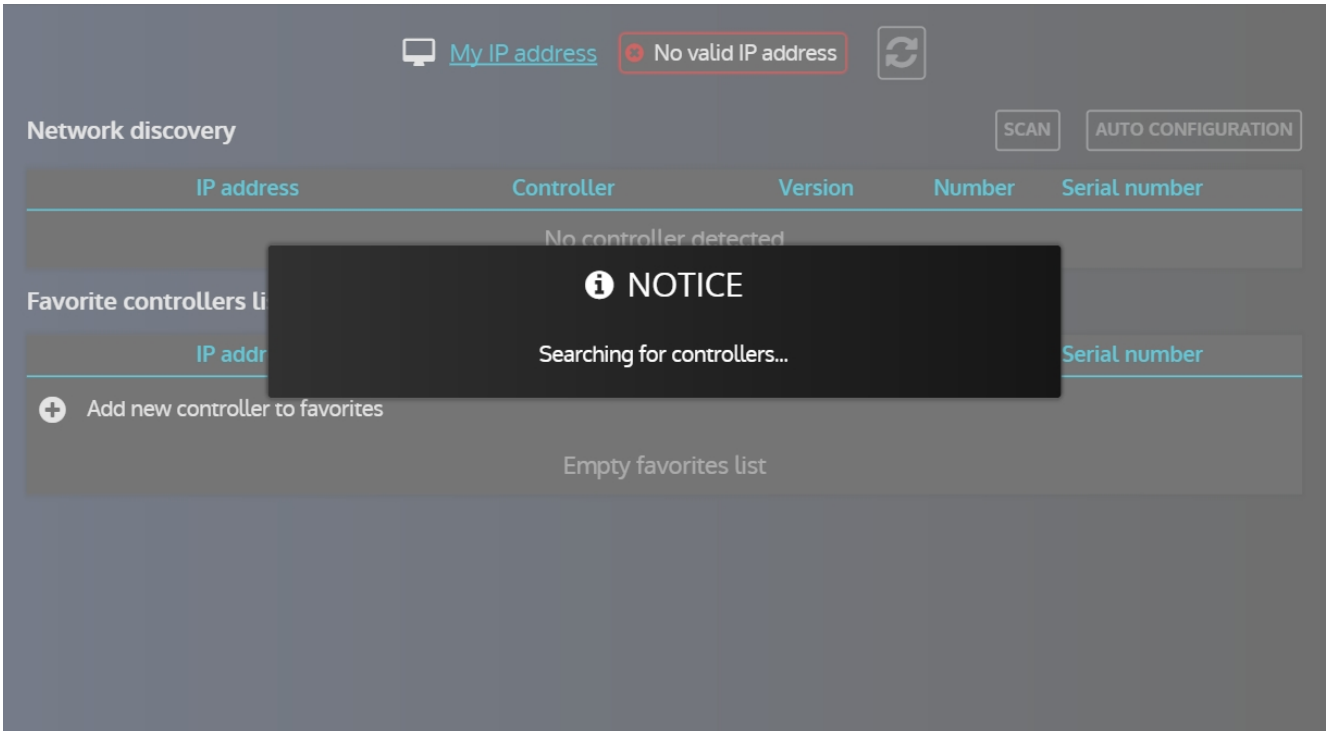 My IP address No valid IP address
Network discovery SCAN AUTO CONFIGURATION
IP address Controller Version Number Serial number
No controller detected
NOTICE
Favorite controllers li
Searching for controllers...
IP addr Serial number
Add new controller to favorites
Empty favorites list